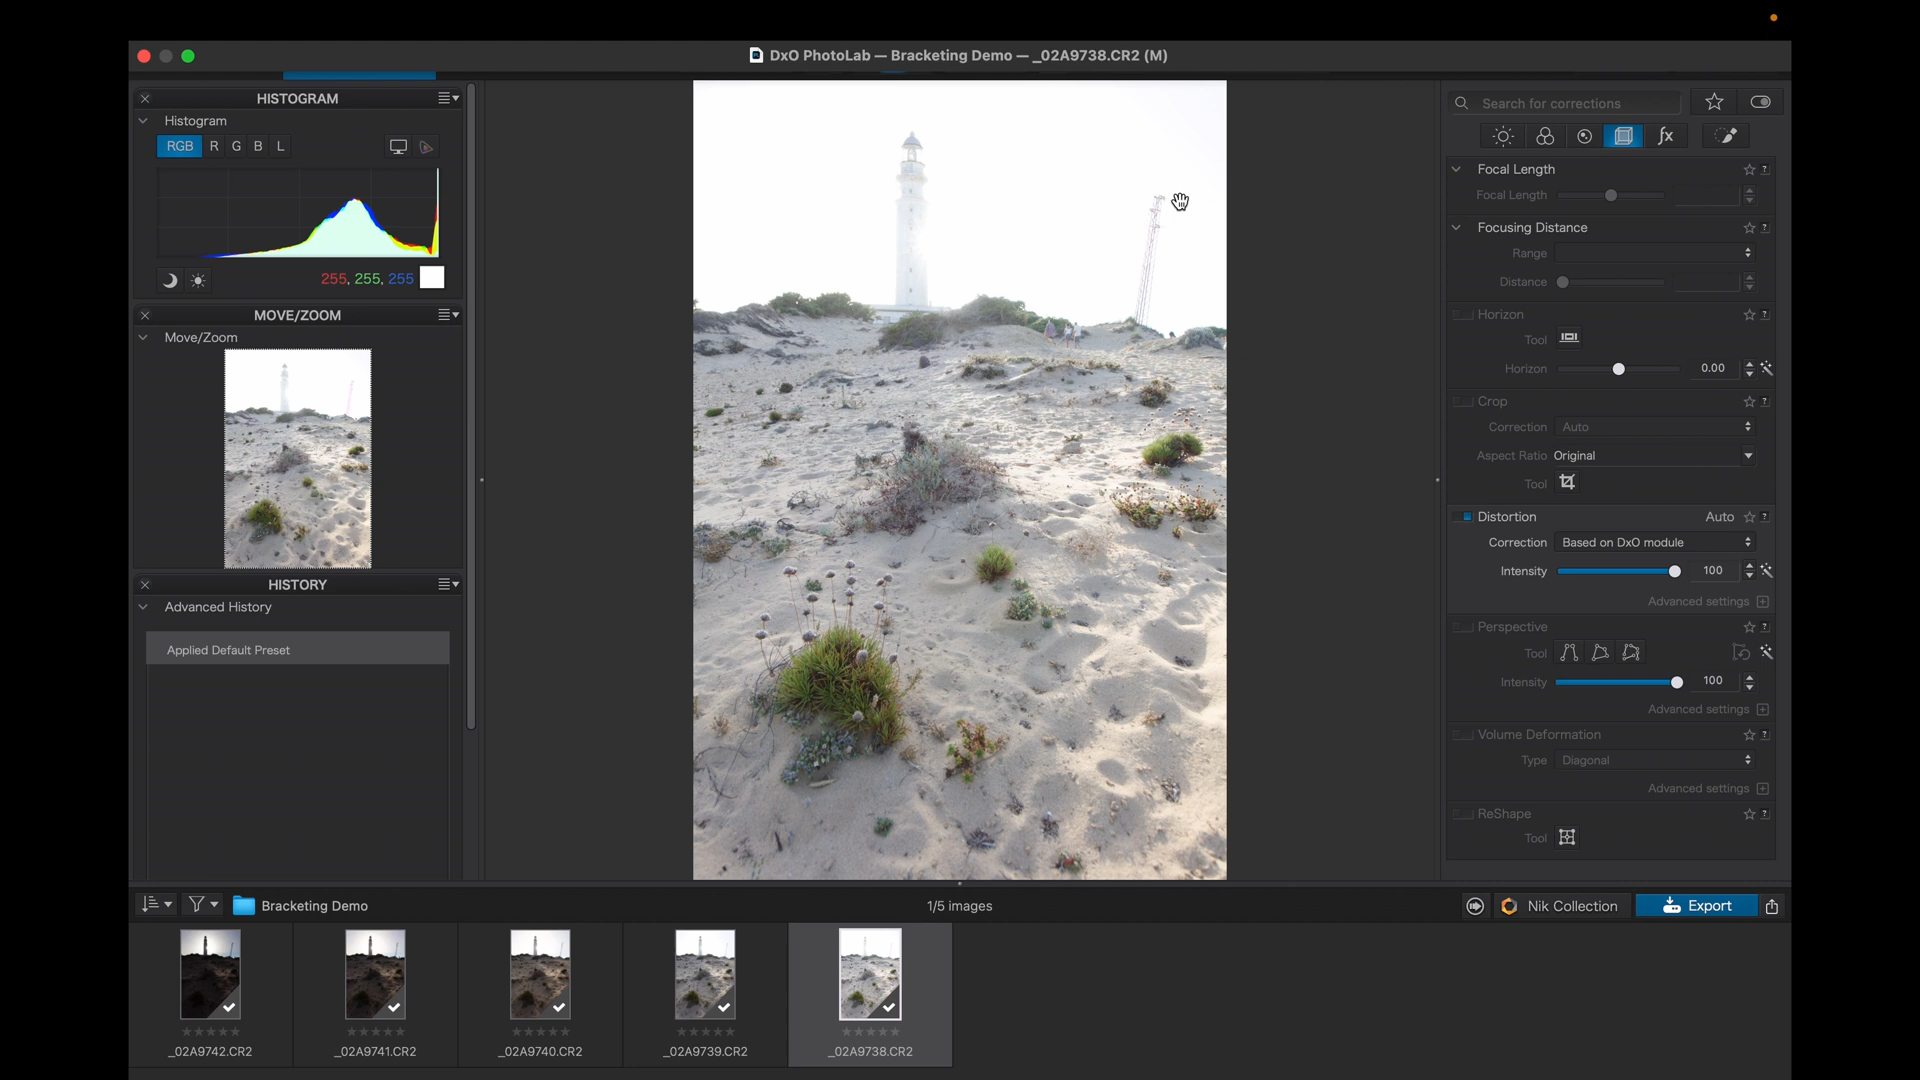 DxO PhotoLab — Bracketing Demo — _02A9738.CR2 (M)
HISTOGRAM
Histogram
RGB R G B L
255, 255, 255
MOVE/ZOOM
Move/Zoom
HISTORY
Advanced History
Applied Default Preset
Search for corrections
fx
Focal Length ?
Focal Length
Focusing Distance ?
Range
Distance
Horizon ?
Tool
Horizon 0.00
Crop ?
Correction Auto
Aspect Ratio Original
Tool
Distortion Auto ?
Correction Based on DxO module
Intensity 100
Advanced settings
Perspective ?
Tool
Intensity 100
Advanced settings
Volume Deformation ?
Type Diagonal
Advanced settings
ReShape ?
Tool
Bracketing Demo
1/5 images
Nik Collection
Export
_02A9742.CR2
_02A9741.CR2
_02A9740.CR2
_02A9739.CR2
_02A9738.CR2